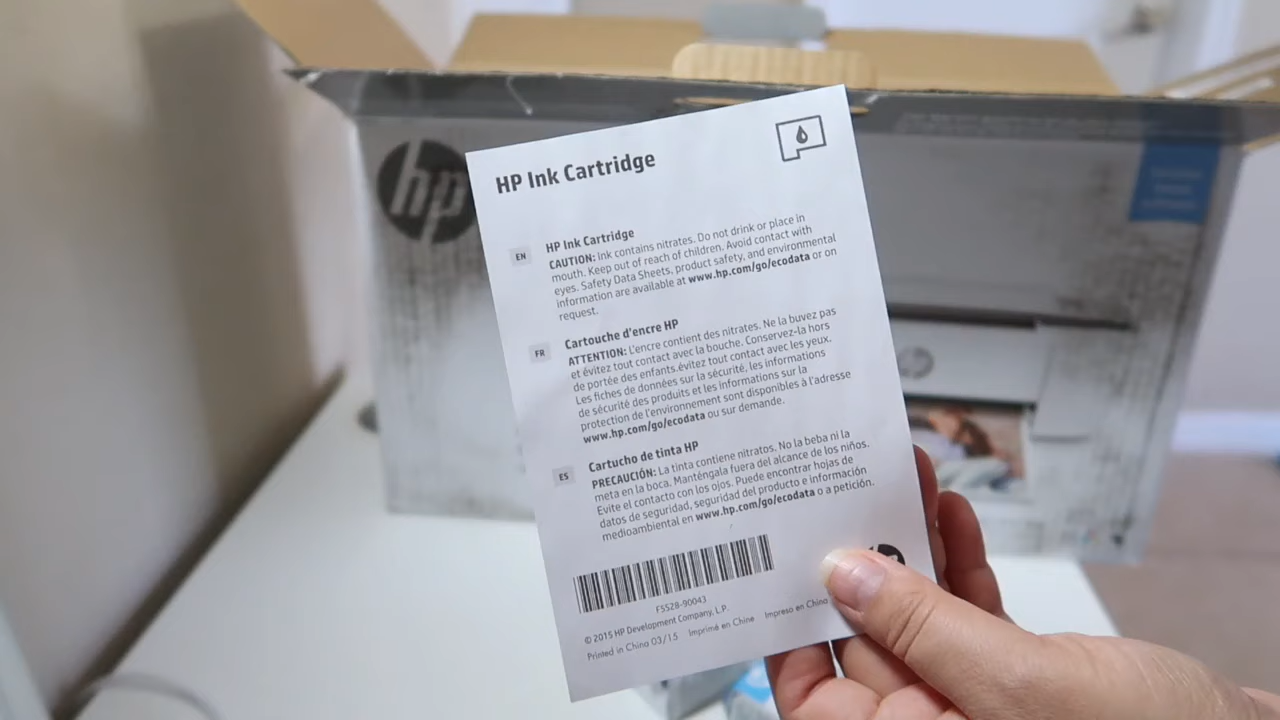 hp
HP Ink Cartridge
EN
HP Ink Cartridge
CAUTION: Ink contains nitrates. Do not drink or place in
mouth. Keep out of reach of children. Avoid contact with
eyes. Safety Data Sheets, product safety, and environmental
information are available at www.hp.com/go/ecodata or on
request.
FR
Cartouche d'encre HP
ATTENTION: L'encre contient des nitrates. Ne la buvez pas
et évitez tout contact avec la bouche. Conservez-la hors
de portée des enfants.évitez tout contact avec les yeux.
Les fiches de données sur la sécurité, les informations
de sécurité des produits et les informations sur la
protection de l'environnement sont disponibles à l'adresse
www.hp.com/go/ecodata ou sur demande.
ES
Cartucho de tinta HP
PRECAUCIÓN: La tinta contiene nitratos. No la beba ni la
meta en la boca. Manténgala fuera del alcance de los niños.
Evite el contacto con los ojos. Puede encontrar hojas de
datos de seguridad, seguridad del producto e información
medioambiental en www.hp.com/go/ecodata o a petición.
F5S28-90043
© 2015 HP Development Company, L.P.
Printed in China 03/15 Imprimé en Chine Impreso en China